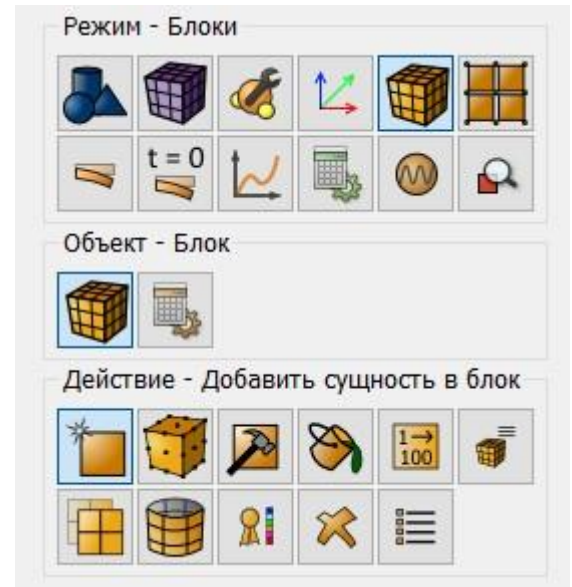 Режим - Блоки
t = 0
Объект - Блок
Действие - Добавить сущность в блок
1→
100